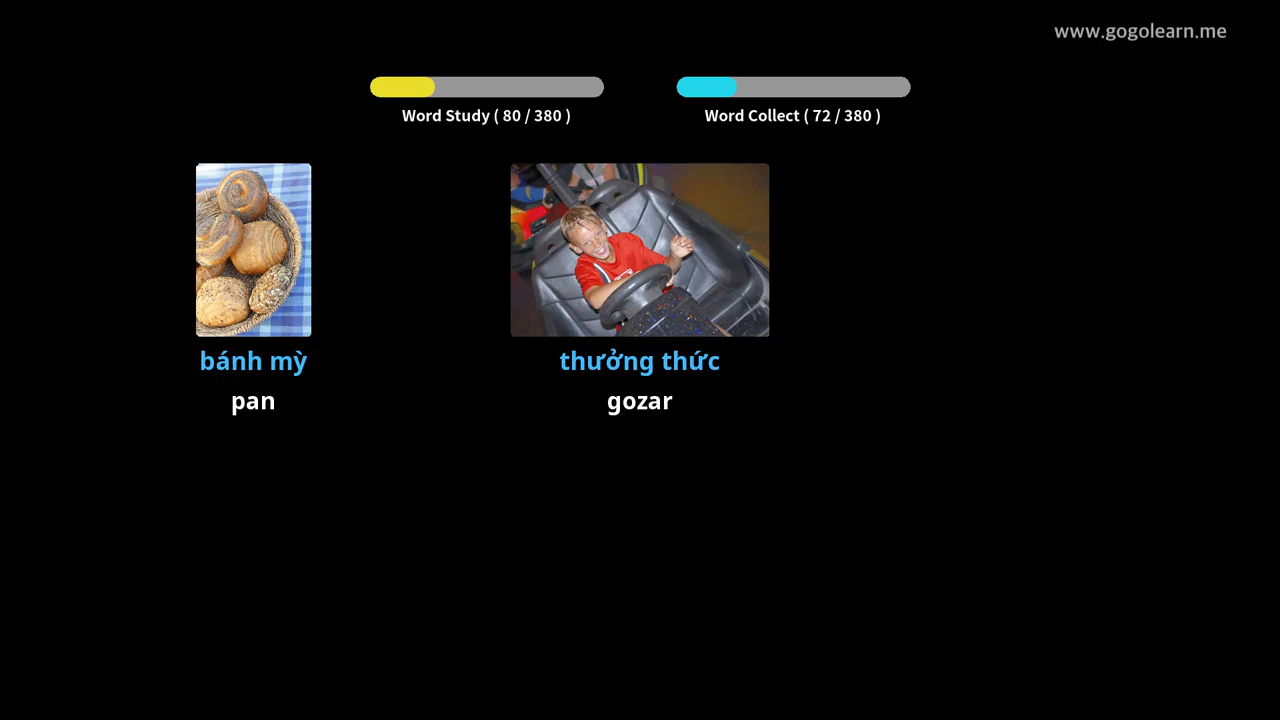 www.gogolearn.me
Word Study ( 80 / 380 )
Word Collect ( 72 / 380 )
bánh mỳ
pan
thưởng thức
gozar